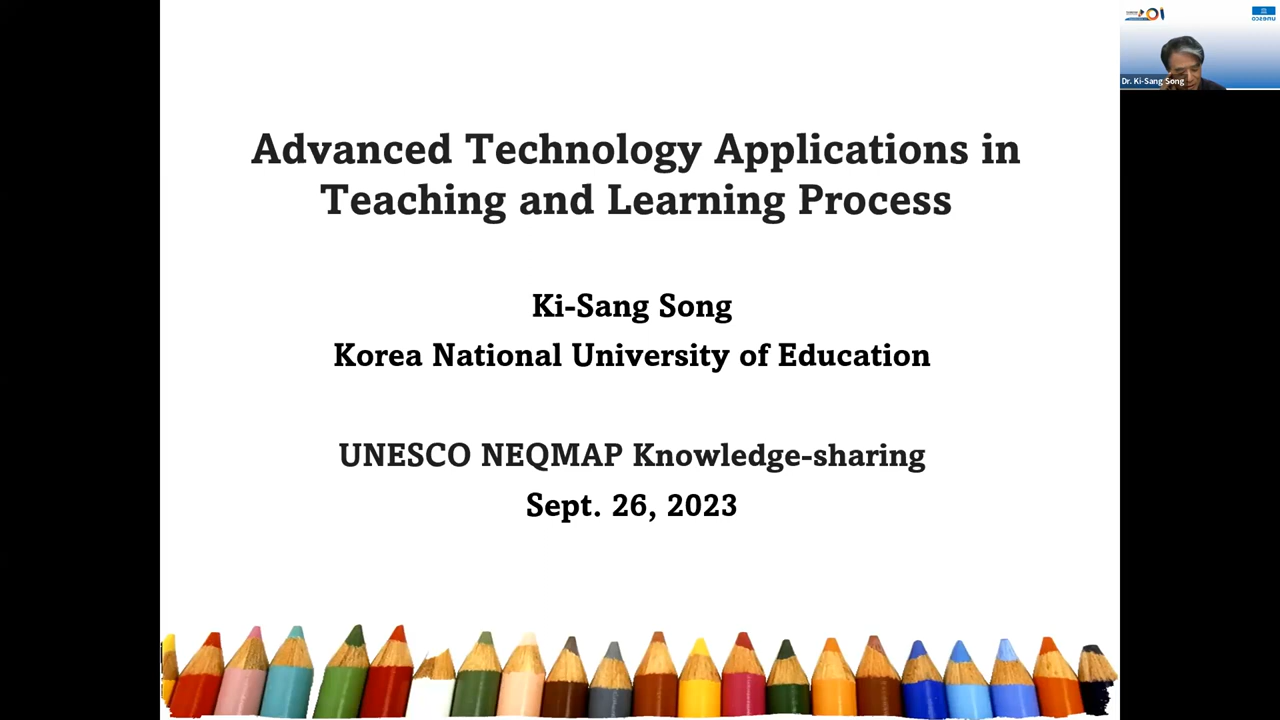 Advanced Technology Applications in
Teaching and Learning Process
Ki-Sang Song
Korea National University of Education
UNESCO NEQMAP Knowledge-sharing
Sept. 26, 2023
unesco
Dr. Ki-Sang Song